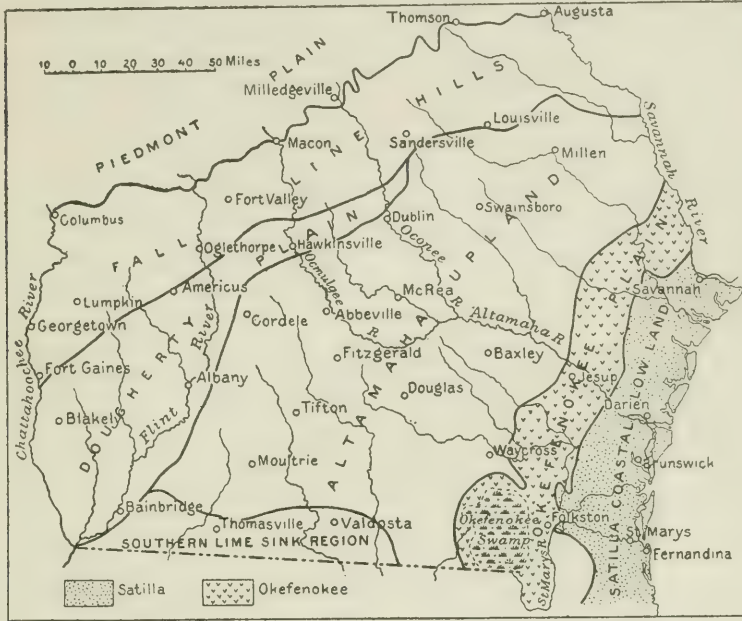 Augusta
Thomson
10 0 10 20 30 40 50 Miles
PIEDMONT PLAIN
Milledgeville
FALL LINE HILLS
Louisville
Savannah River
Macon
Sandersville
Millen
Fort Valley
Columbus
Dublin
Swainsboro
Oglethorpe
Hawkinsville
Oconee R
Ocmulgee R
Americus
McRea
Savannah
Lumpkin
Chattahoochee River
Georgetown
Cordele
Abbeville
Altamaha R
Fitzgerald
Baxley
Fort Gaines
Albany
Flint River
Jesup
Douglas
Darien
Blakely
DOUGHERTY PLAIN
Tifton
ALTAMAHA UPLAND
Waycross
Brunswick
Moultrie
OKEFENOKEE PLAIN
SATILLA COASTAL LOW LAND
Bainbridge
Thomasville
Valdosta
Okefenokee Swamp
Folkston
St Marys
SOUTHERN LIME SINK REGION
St Marys R
Fernandina
Satilla
Okefenokee